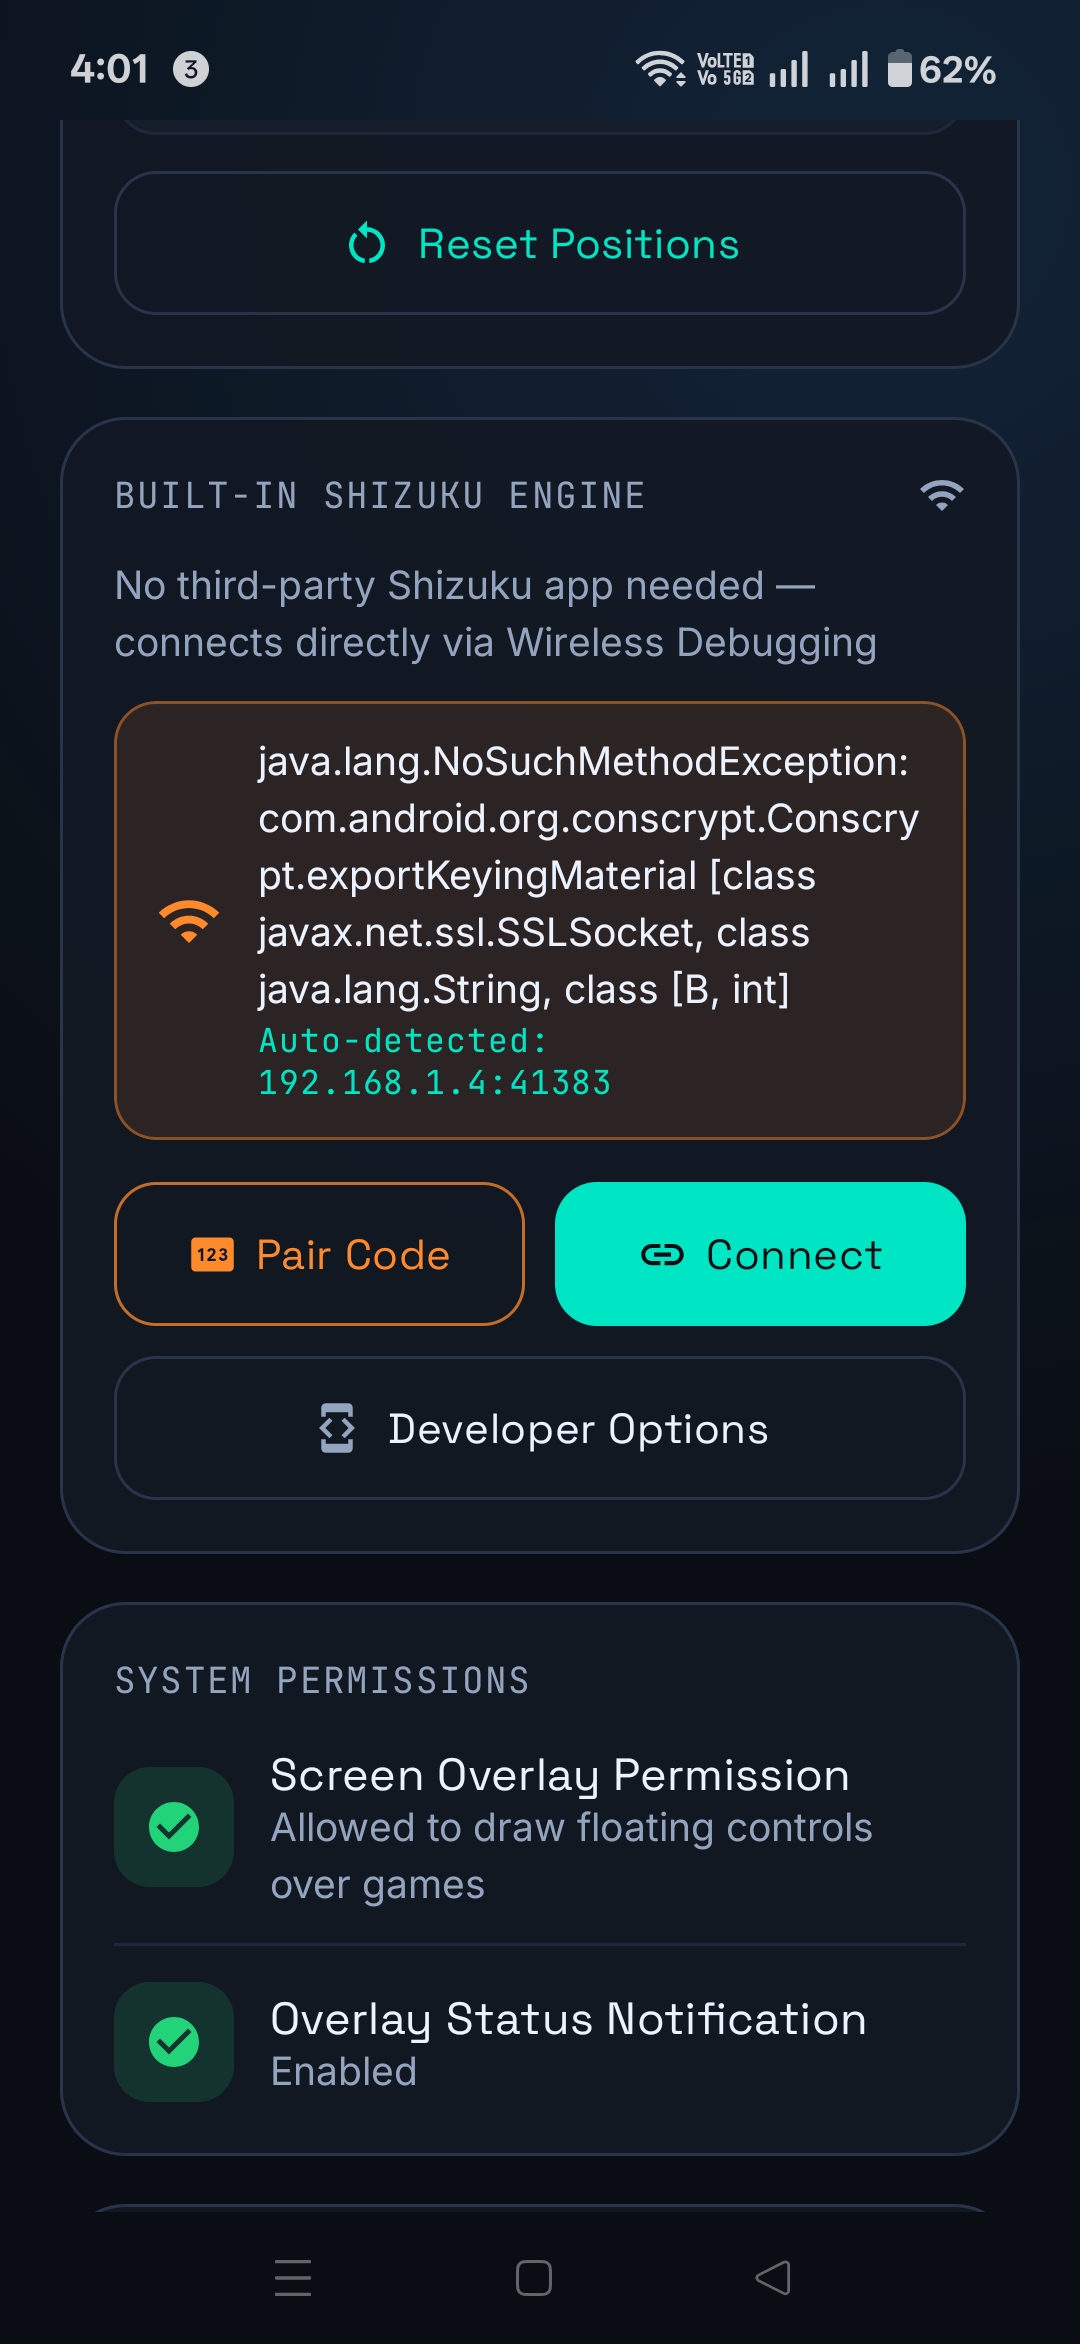 4:01 3 VoLTE1 Vo 5G2 62%
Reset Positions
BUILT-IN SHIZUKU ENGINE
No third-party Shizuku app needed —
connects directly via Wireless Debugging
java.lang.NoSuchMethodException:
com.android.org.conscrypt.Conscry
pt.exportKeyingMaterial [class
javax.net.ssl.SSLSocket, class
java.lang.String, class [B, int]
Auto-detected:
192.168.1.4:41383
123 Pair Code
Connect
Developer Options
SYSTEM PERMISSIONS
Screen Overlay Permission
Allowed to draw floating controls
over games
Overlay Status Notification
Enabled